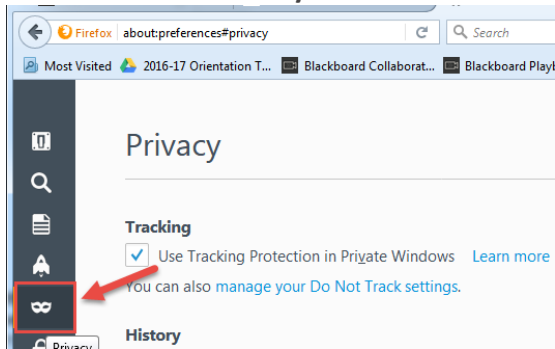 Firefox about:preferences#privacy Search
Most Visited 2016-17 Orientation T... Blackboard Collaborat... Blackboard Playb
Privacy
Tracking
Use Tracking Protection in Private Windows Learn more
You can also manage your Do Not Track settings.
History
Privacy